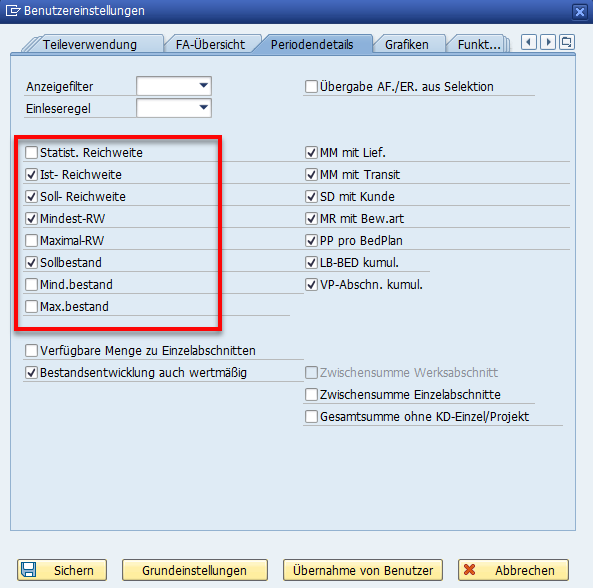 Benutzereinstellungen
Teileverwendung FA-Übersicht Periodendetails Grafiken Funkt...
Anzeigefilter Übergabe AF./ER. aus Selektion
Einleseregel
Statist. Reichweite MM mit Lief.
Ist- Reichweite MM mit Transit
Soll- Reichweite SD mit Kunde
Mindest-RW MR mit Bew.art
Maximal-RW PP pro BedPlan
Sollbestand LB-BED kumul.
Mind.bestand VP-Abschn. kumul.
Max.bestand
Verfügbare Menge zu Einzelabschnitten
Bestandsentwicklung auch wertmäßig Zwischensumme Werksabschnitt
Zwischensumme Einzelabschnitte
Gesamtsumme ohne KD-Einzel/Projekt
Sichern Grundeinstellungen Übernahme von Benutzer Abbrechen